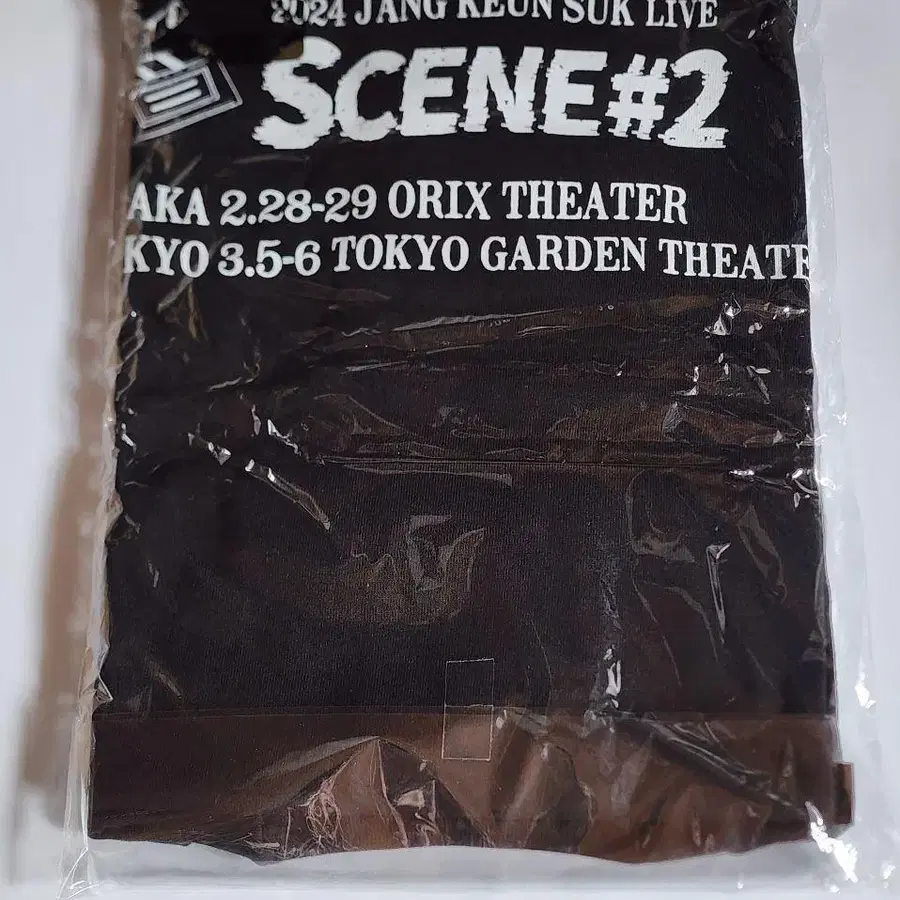 2024 JANG KEUN SUK LIVE
SCENE#2
AKA 2.28-29 ORIX THEATER
KYO 3.5-6 TOKYO GARDEN THEATE